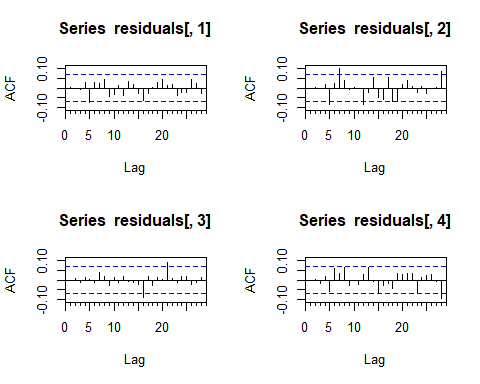 Series residuals[, 1]
ACF
-0.10 0.10
0 5 10 20
Lag
Series residuals[, 2]
ACF
-0.10 0.10
0 5 10 20
Lag
Series residuals[, 3]
ACF
-0.10 0.10
0 5 10 20
Lag
Series residuals[, 4]
ACF
-0.10 0.10
0 5 10 20
Lag